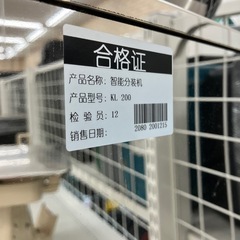 合格证
产品名称: 智能分装机
产品型号: KL 200
检 验 员: 12
销售日期:
2080 2001215